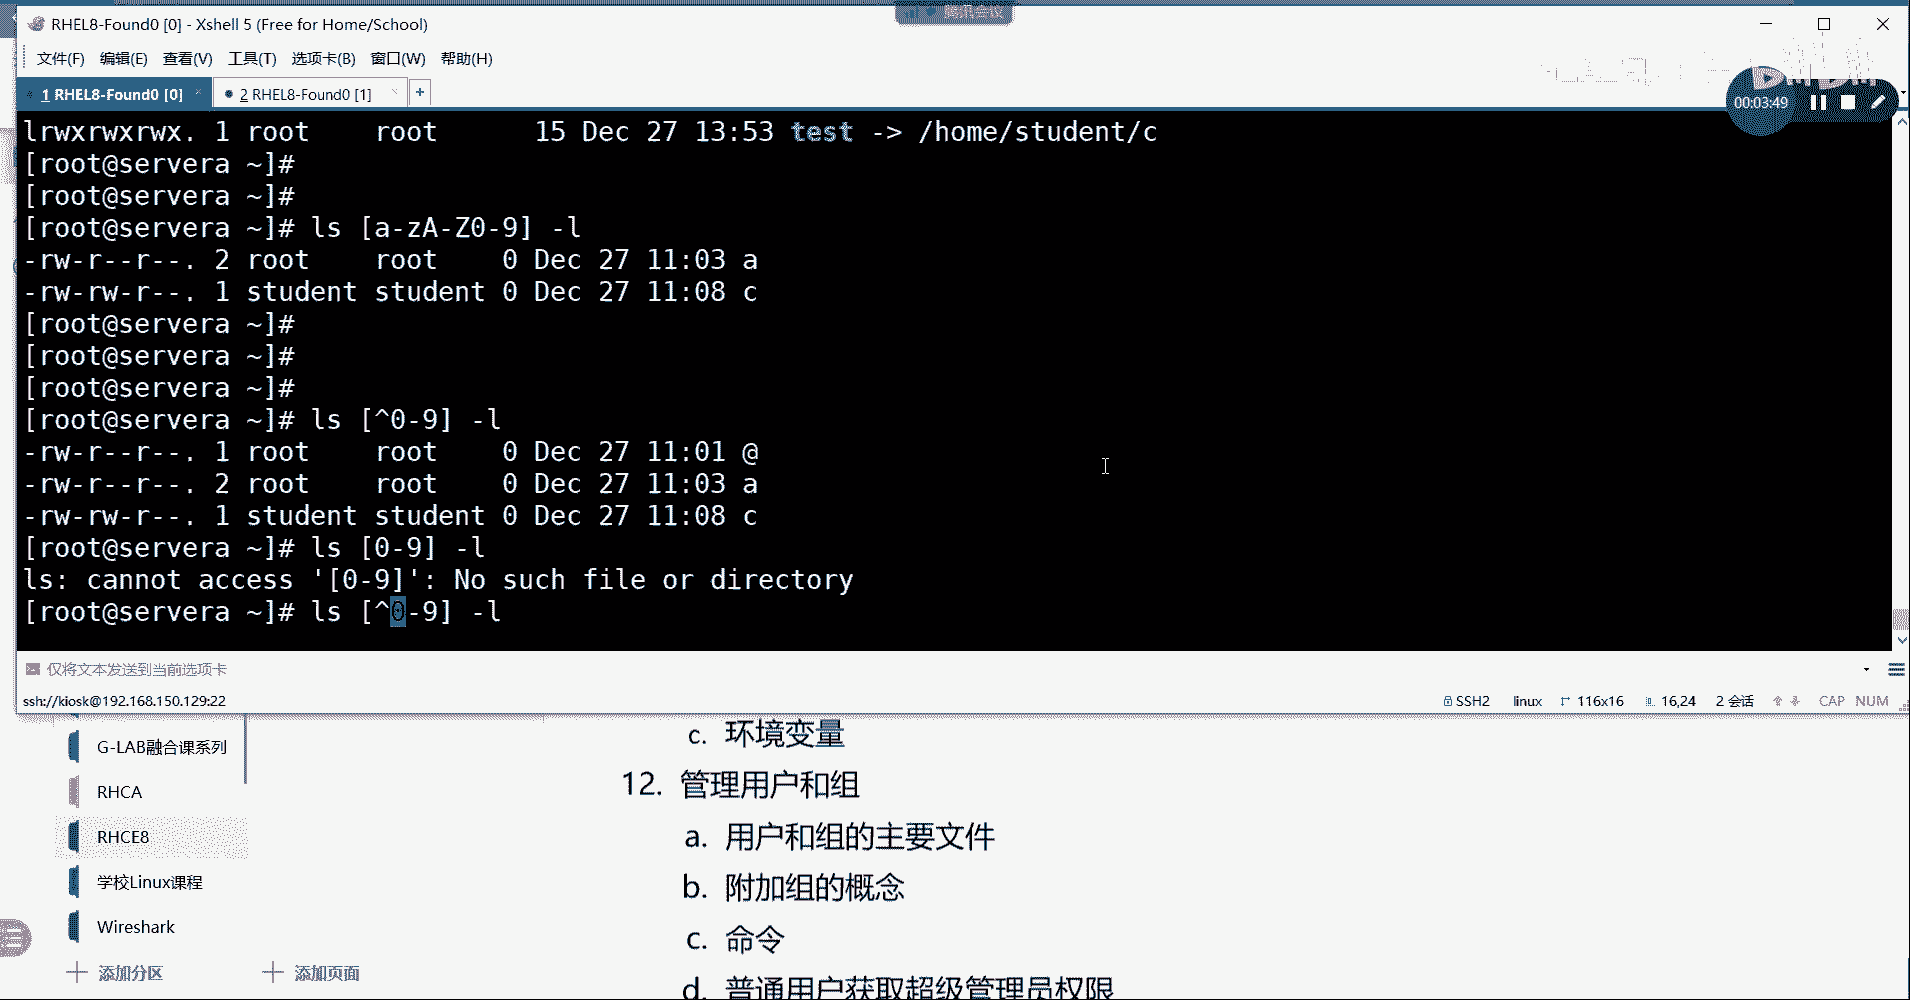 RHEL8-Found0 [0] - Xshell 5 (Free for Home/School)
腾讯会议
文件(F) 编辑(E) 查看(V) 工具(T) 选项卡(B) 窗口(W) 帮助(H)
1 RHEL8-Found0 [0] 2 RHEL8-Found0 [1]
00:03:49
lrwxrwxrwx. 1 root    root      15 Dec 27 13:53 test -> /home/student/c
[root@servera ~]#
[root@servera ~]#
[root@servera ~]# ls [a-zA-Z0-9] -l
-rw-r--r--. 2 root    root    0 Dec 27 11:03 a
-rw-rw-r--. 1 student student 0 Dec 27 11:08 c
[root@servera ~]#
[root@servera ~]#
[root@servera ~]#
[root@servera ~]# ls [^0-9] -l
-rw-r--r--. 1 root    root    0 Dec 27 11:01 @
-rw-r--r--. 2 root    root    0 Dec 27 11:03 a
-rw-rw-r--. 1 student student 0 Dec 27 11:08 c
[root@servera ~]# ls [0-9] -l
ls: cannot access '[0-9]': No such file or directory
[root@servera ~]# ls [^0-9] -l
仅将文本发送到当前选项卡
ssh://kiosk@192.168.150.129:22 SSH2 linux 116x16 16,24 2 会话 CAP NUM
G-LAB融合课系列
RHCA
RHCE8
学校Linux课程
Wireshark
添加分区 添加页面
c. 环境变量
12. 管理用户和组
a. 用户和组的主要文件
b. 附加组的概念
c. 命令
d. 普通用户获取超级管理员权限